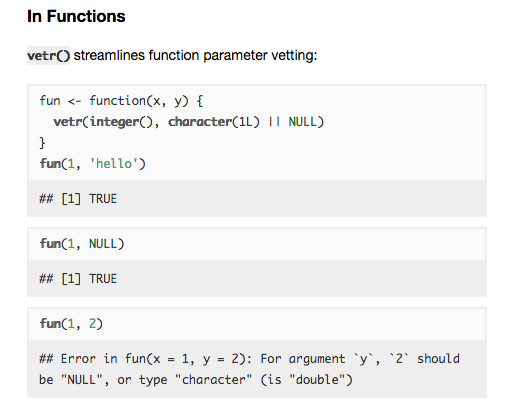 In Functions
vetr() streamlines function parameter vetting:
fun <- function(x, y) {
  vetr(integer(), character(1L) || NULL)
}
fun(1, 'hello')
## [1] TRUE
fun(1, NULL)
## [1] TRUE
fun(1, 2)
## Error in fun(x = 1, y = 2): For argument `y`, `2` should
be "NULL", or type "character" (is "double")